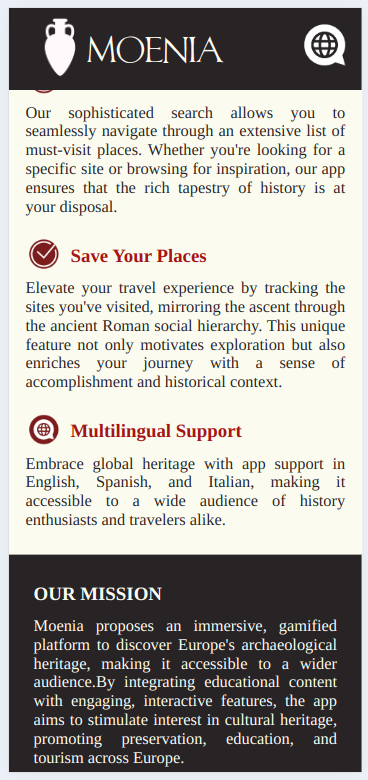 MOENIA
Our sophisticated search allows you to
seamlessly navigate through an extensive list of
must-visit places. Whether you're looking for a
specific site or browsing for inspiration, our app
ensures that the rich tapestry of history is at
your disposal.
Save Your Places
Elevate your travel experience by tracking the
sites you've visited, mirroring the ascent through
the ancient Roman social hierarchy. This unique
feature not only motivates exploration but also
enriches your journey with a sense of
accomplishment and historical context.
Multilingual Support
Embrace global heritage with app support in
English, Spanish, and Italian, making it
accessible to a wide audience of history
enthusiasts and travelers alike.
OUR MISSION
Moenia proposes an immersive, gamified
platform to discover Europe's archaeological
heritage, making it accessible to a wider
audience.By integrating educational content
with engaging, interactive features, the app
aims to stimulate interest in cultural heritage,
promoting preservation, education, and
tourism across Europe.